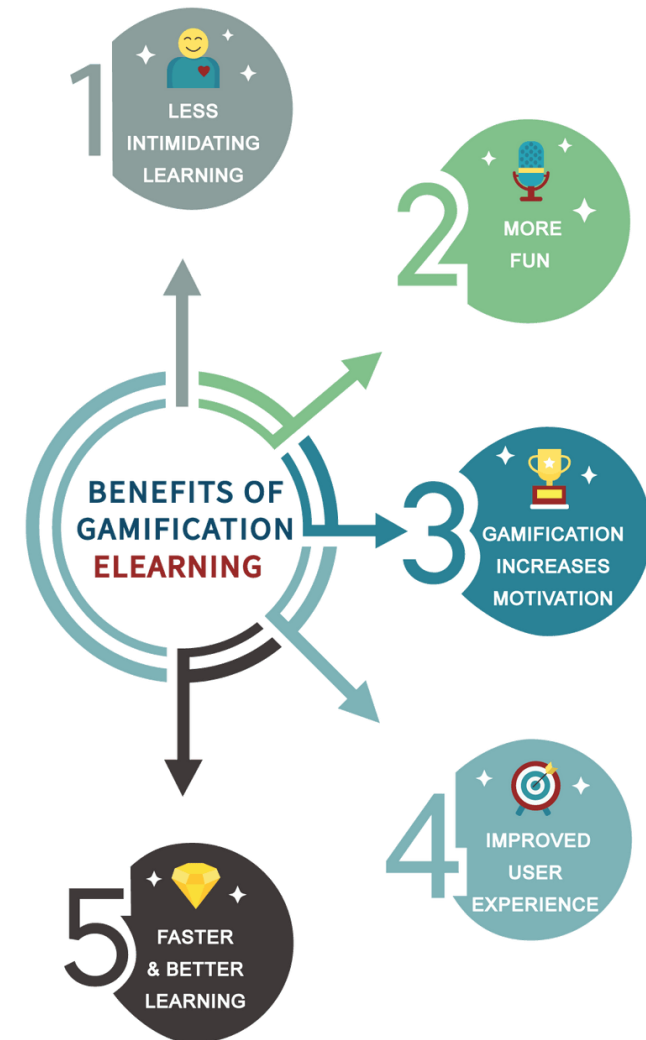 1
LESS
INTIMIDATING
LEARNING
2
MORE
FUN
BENEFITS OF
GAMIFICATION
ELEARNING
3
GAMIFICATION
INCREASES
MOTIVATION
4
IMPROVED
USER
EXPERIENCE
5
FASTER
& BETTER
LEARNING